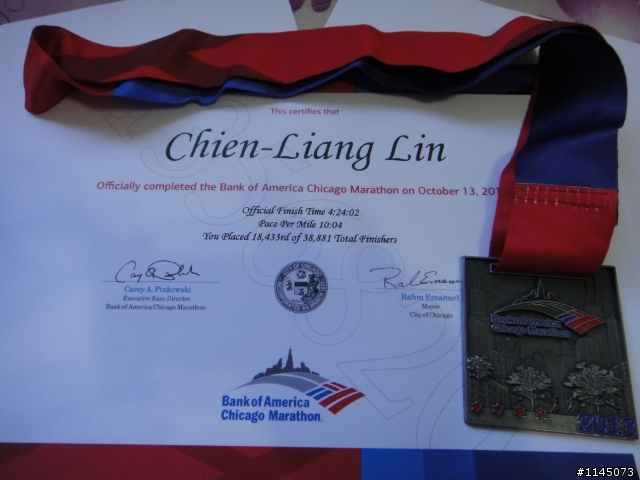 This certifies that
Chien-Liang Lin
Officially completed the Bank of America Chicago Marathon on October 13,
Official Finish Time 4:24:02
Pace Per Mile 10:04
You Placed 18,433rd of 38,881 Total Finishers
Carey A. Pinkowski
Executive Race Director
Bank of America Chicago Marathon
Rahm Emanuel
Mayor
City of Chicago
Bank of America
Chicago Marathon
Bank of America
Chicago Marathon
2013
#1145073